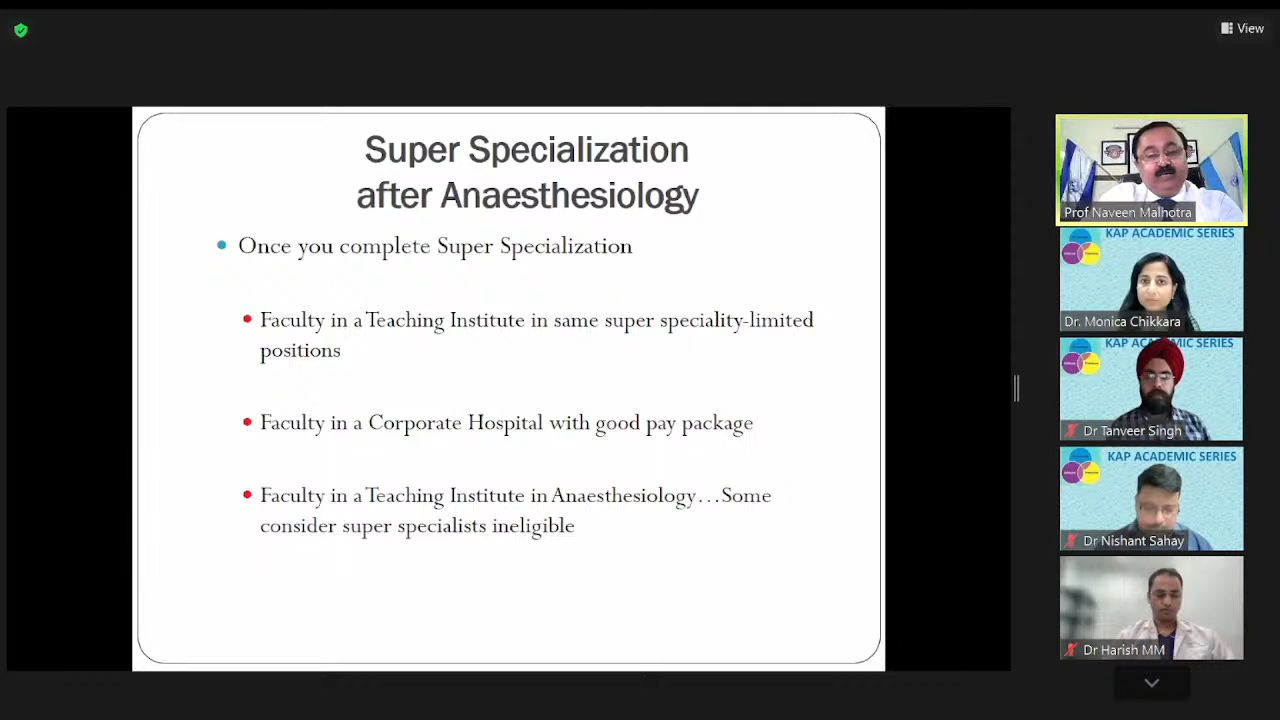 View
Super Specialization
after Anaesthesiology
Once you complete Super Specialization
Faculty in a Teaching Institute in same super speciality-limited
positions
Faculty in a Corporate Hospital with good pay package
Faculty in a Teaching Institute in Anaesthesiology...Some
consider super specialists ineligible
Prof Naveen Malhotra
KAP ACADEMIC SERIES
Dr. Monica Chikkara
KAP ACADEMIC SERIES
Dr Tanveer Singh
KAP ACADEMIC SERIES
Dr Nishant Sahay
Dr Harish MM